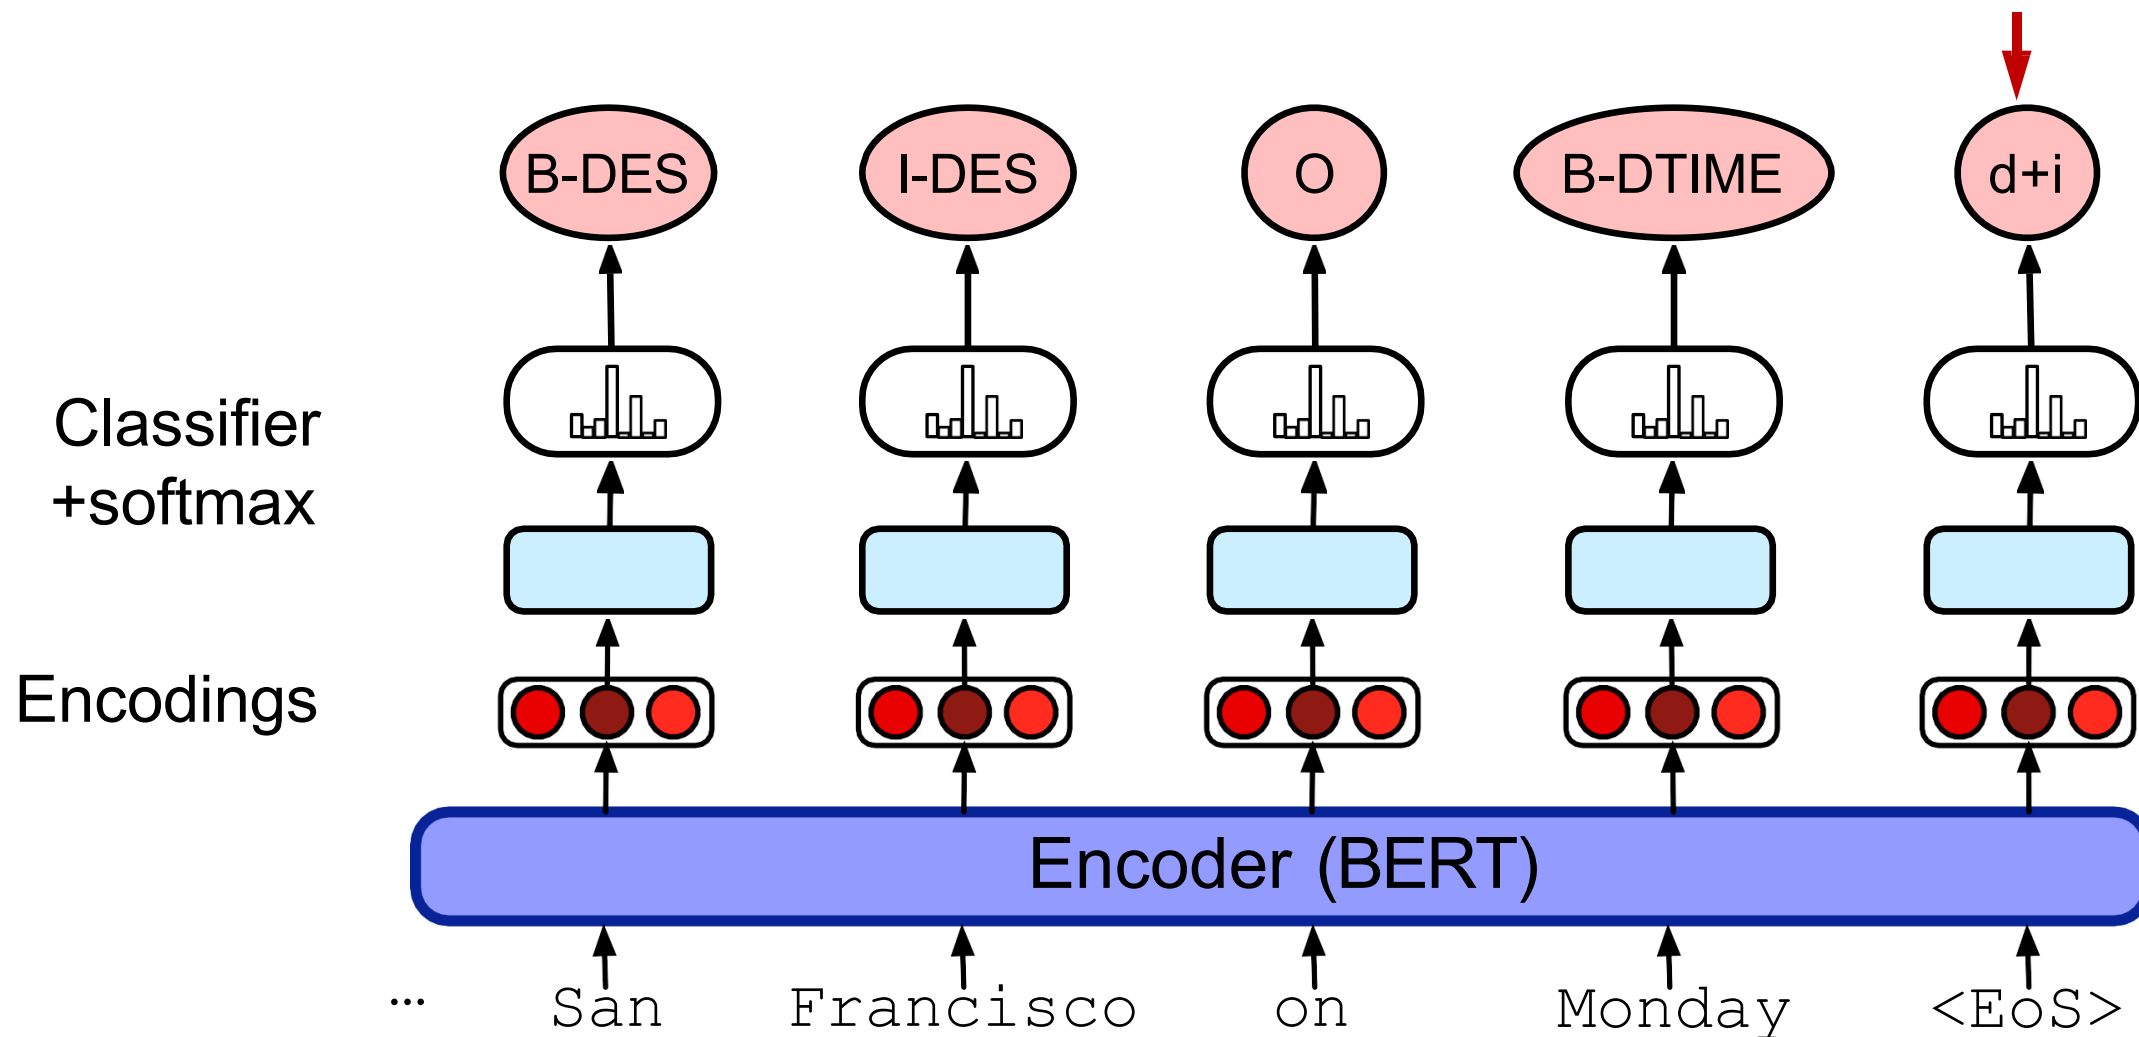 B-DES I-DES O B-DTIME d+i
Classifier
+softmax
Encodings
Encoder (BERT)
… San Francisco on Monday <EoS>